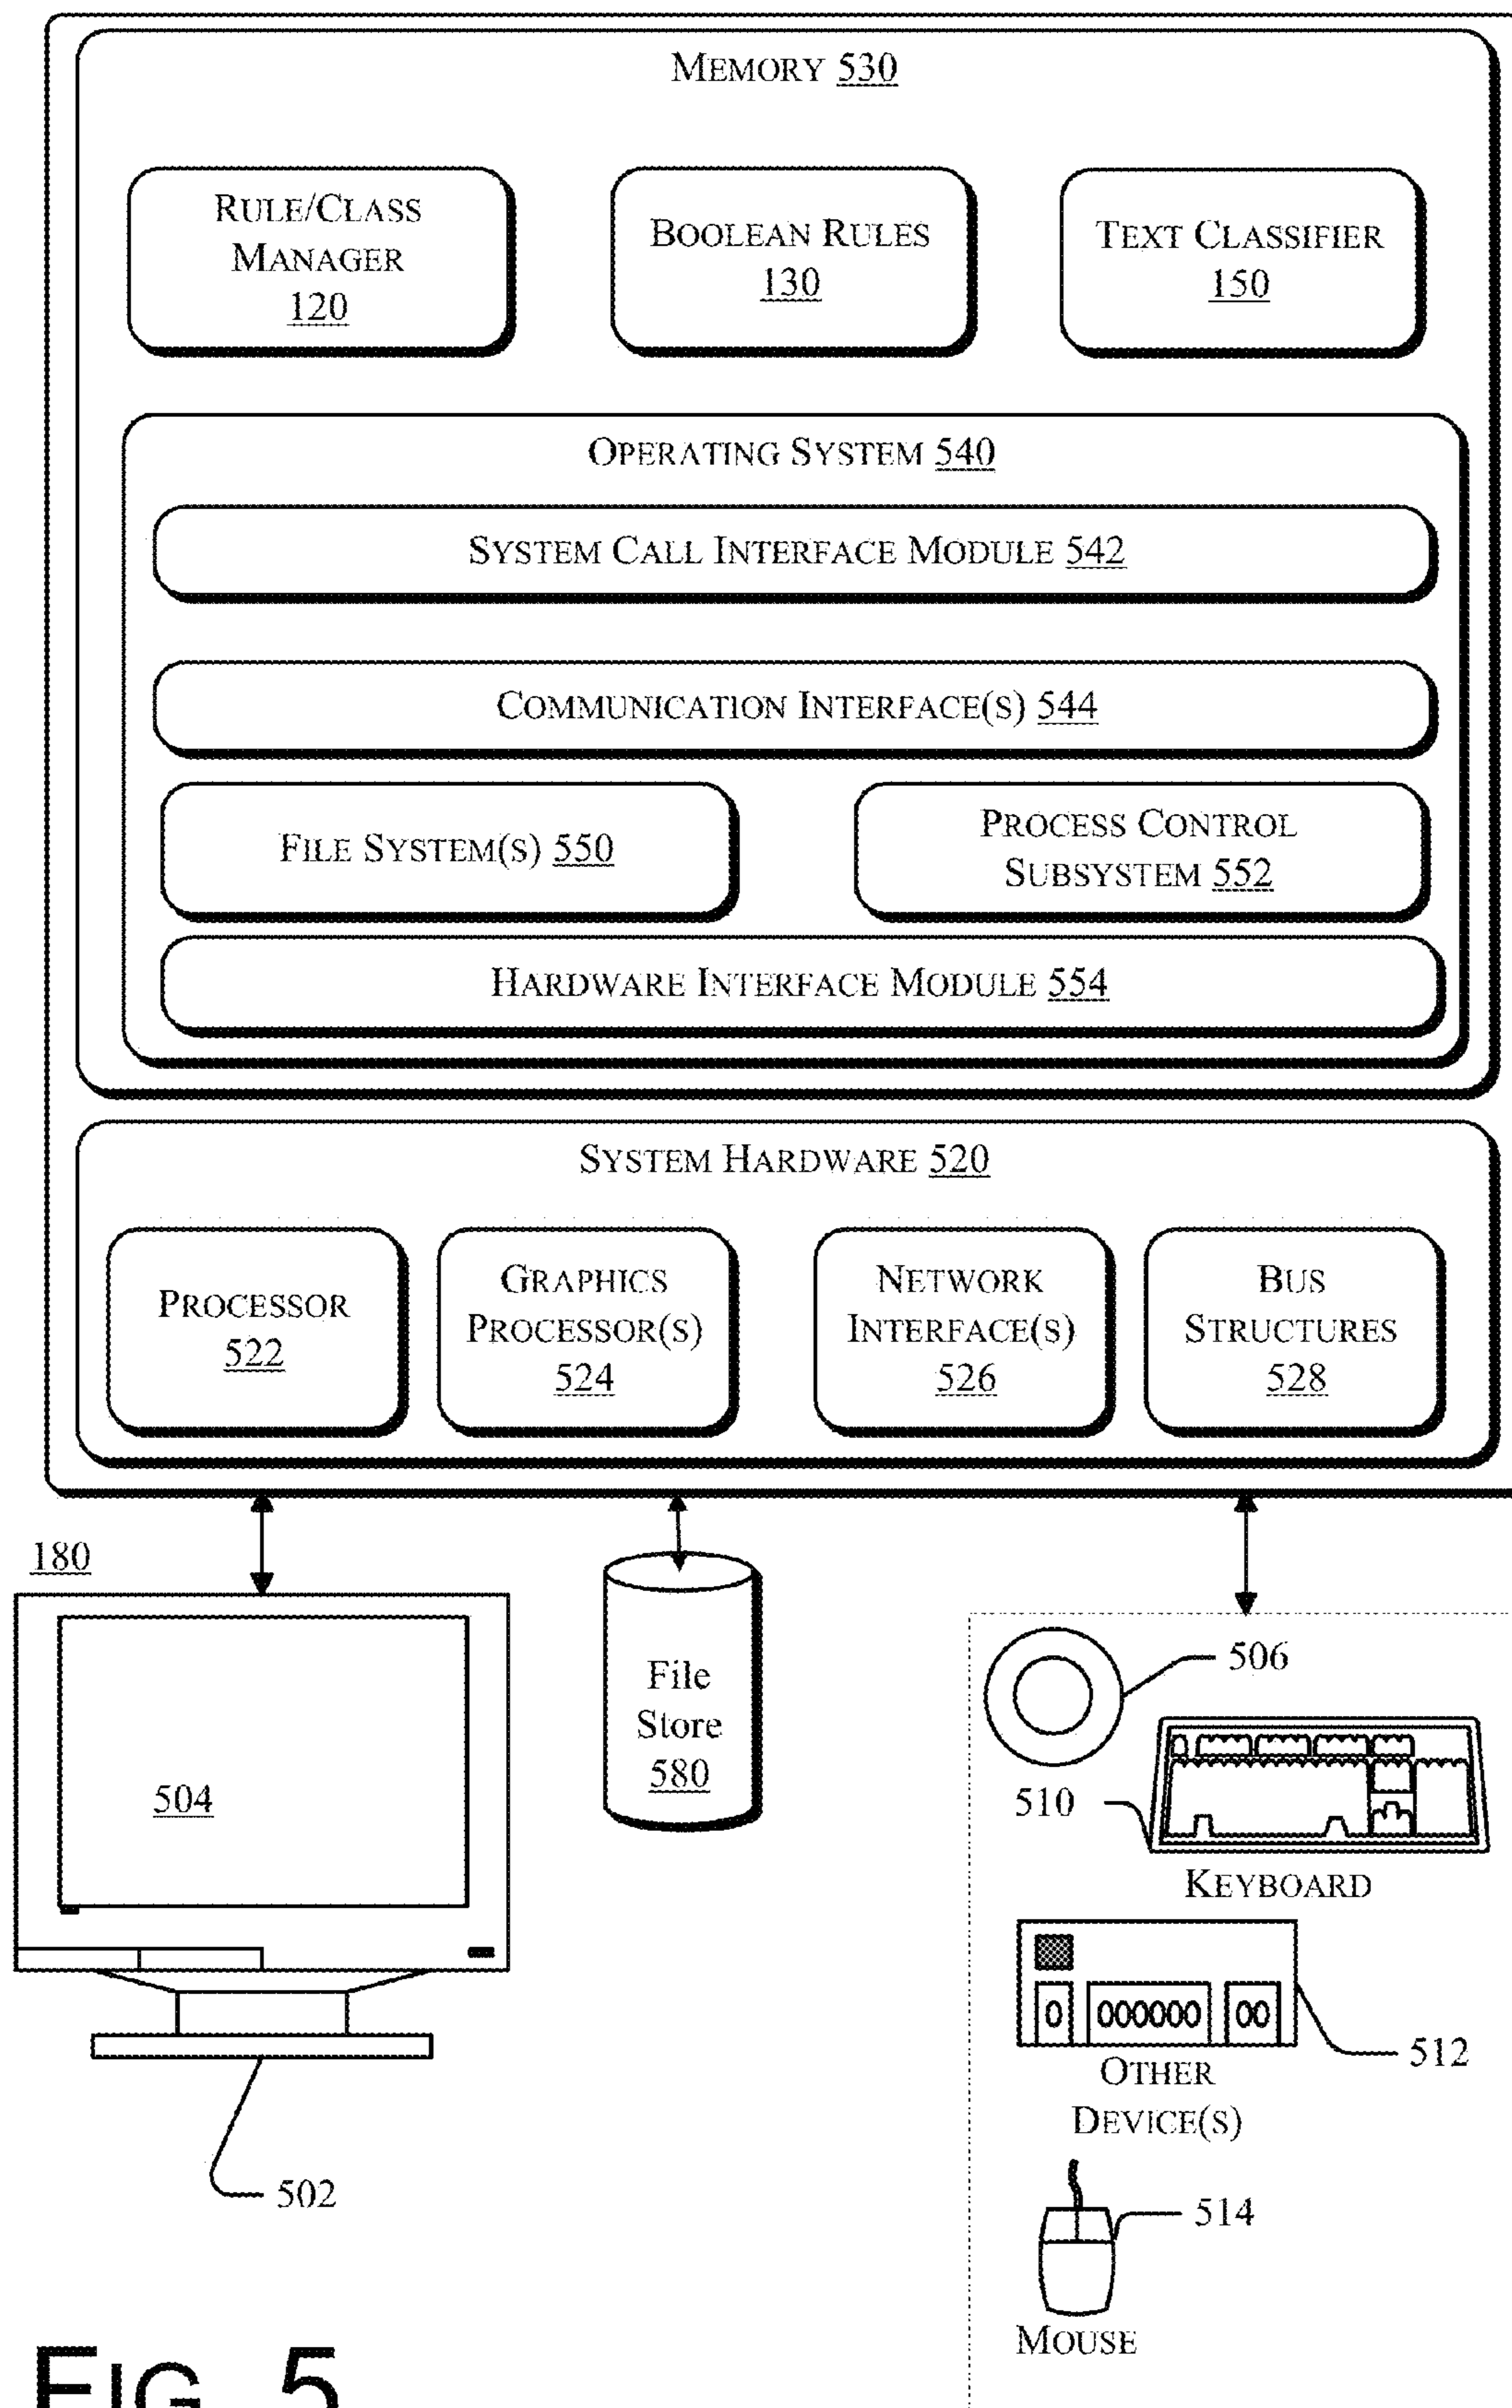 MEMORY 530
RULE/CLASS
MANAGER
120
BOOLEAN RULES
130
TEXT CLASSIFIER
150
OPERATING SYSTEM 540
SYSTEM CALL INTERFACE MODULE 542
COMMUNICATION INTERFACE(S) 544
FILE SYSTEM(S) 550
PROCESS CONTROL
SUBSYSTEM 552
HARDWARE INTERFACE MODULE 554
SYSTEM HARDWARE 520
PROCESSOR
522
GRAPHICS
PROCESSOR(S)
524
NETWORK
INTERFACE(S)
526
BUS
STRUCTURES
528
180
504
502
File
Store
580
506
510
KEYBOARD
512
OTHER
DEVICE(S)
514
MOUSE
FIG. 5